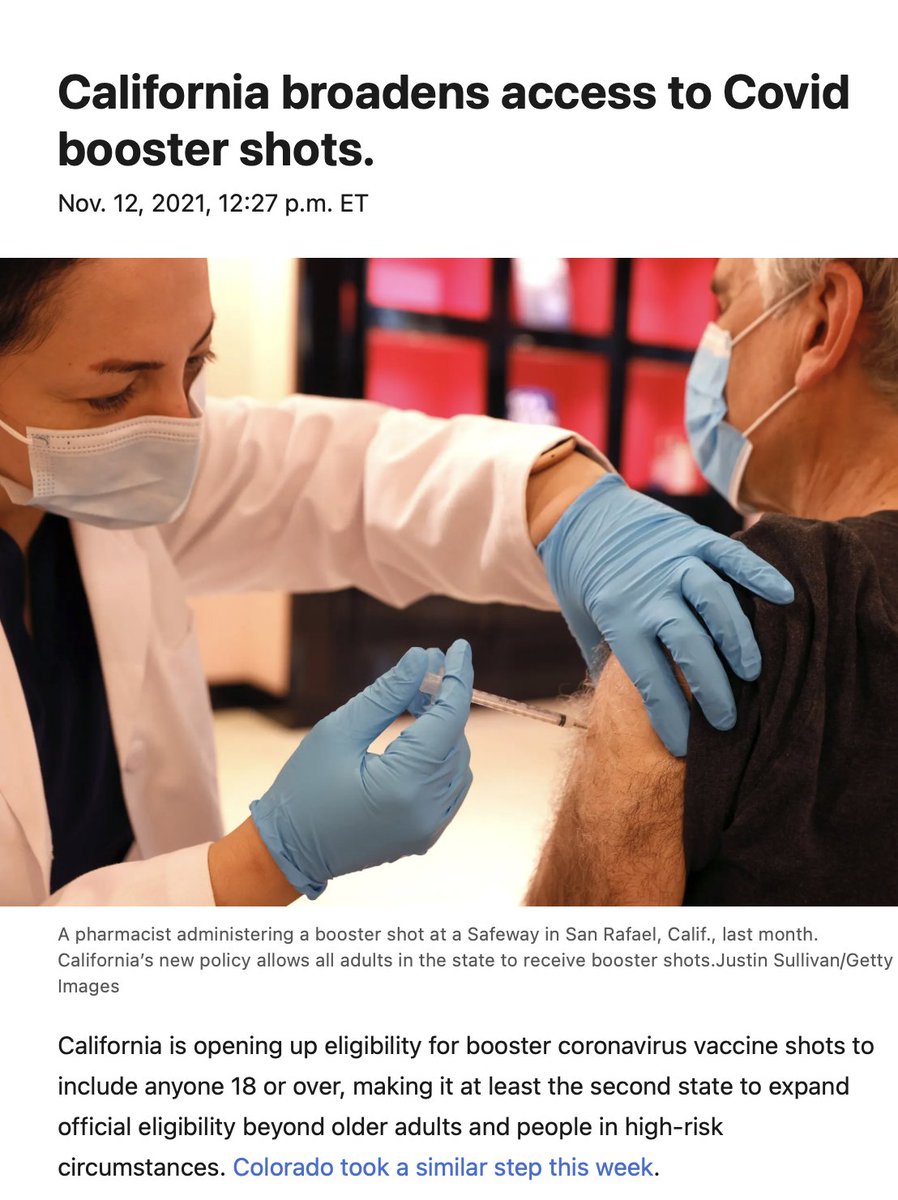 California broadens access to Covid
booster shots.
Nov. 12, 2021, 12:27 p.m. ET
A pharmacist administering a booster shot at a Safeway in San Rafael, Calif., last month.
California’s new policy allows all adults in the state to receive booster shots.Justin Sullivan/Getty
Images
California is opening up eligibility for booster coronavirus vaccine shots to
include anyone 18 or over, making it at least the second state to expand
official eligibility beyond older adults and people in high-risk
circumstances. Colorado took a similar step this week.